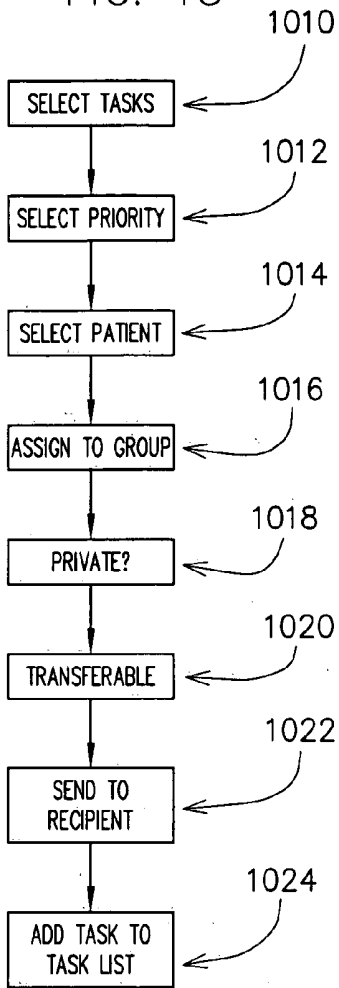 FIG.
1010
SELECT TASKS
1012
SELECT PRIORITY
1014
SELECT PATIENT
1016
ASSIGN TO GROUP
1018
PRIVATE?
1020
TRANSFERABLE
1022
SEND TO
RECIPIENT
1024
ADD TASK TO
TASK LIST